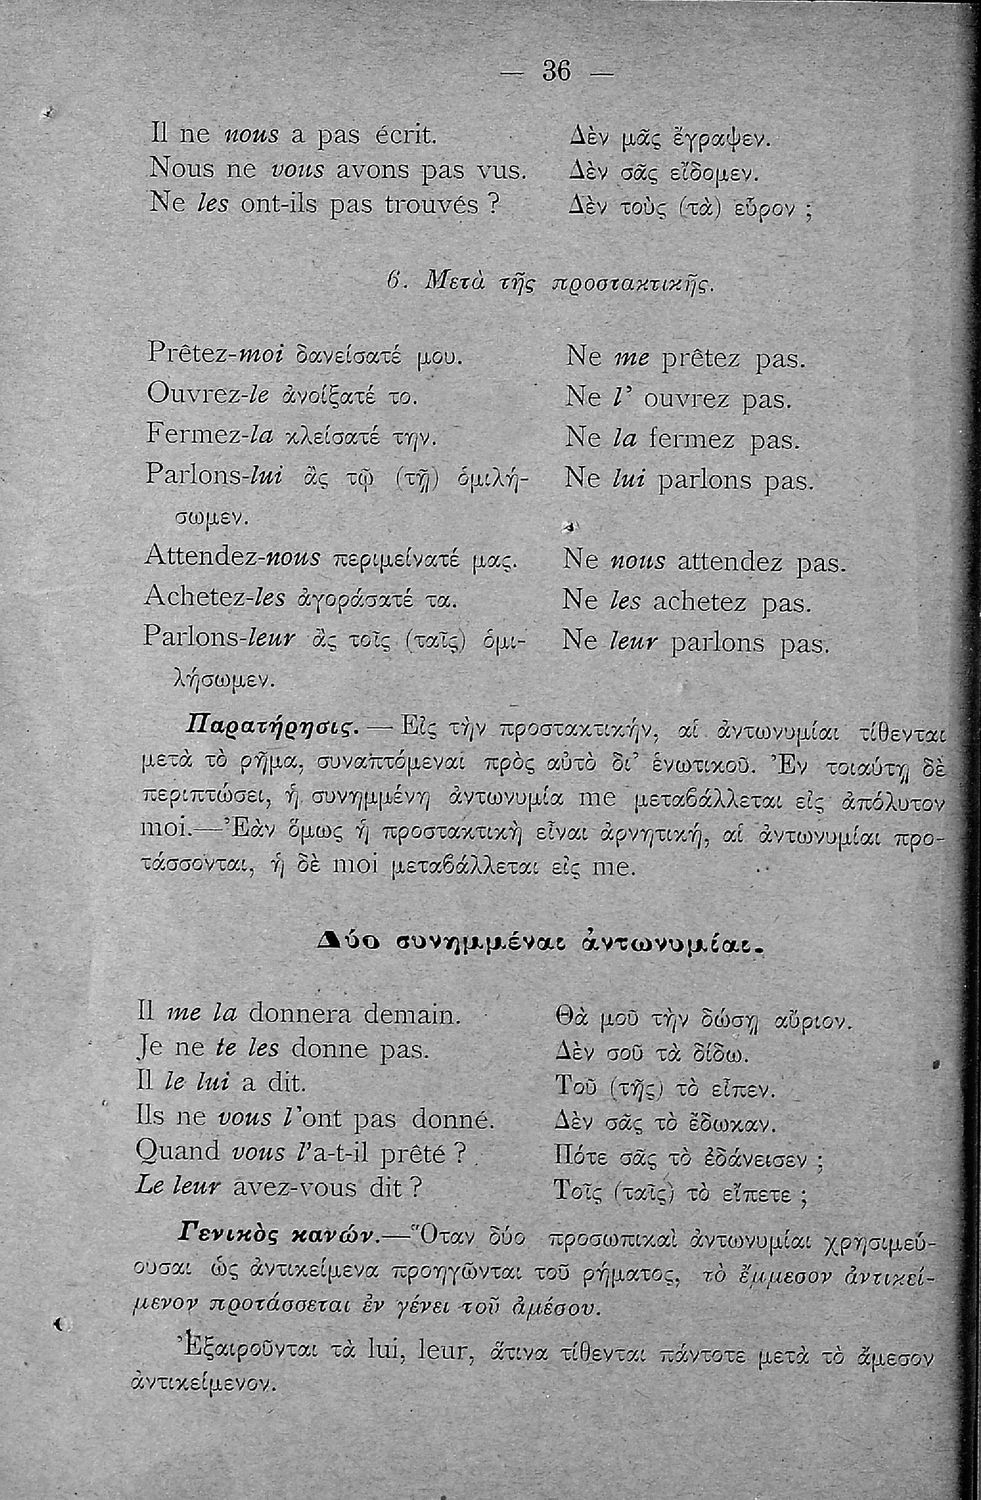 — 36 —
Il ne nous a pas écrit. Δὲν μᾶς ἔγραψεν.
Nous ne vous avons pas vus. Δὲν σᾶς εἴδομεν.
Ne les ont-ils pas trouvés ? Δὲν τοὺς (τὰ) εὗρον ;
β. Μετὰ τῆς προστακτικῆς.
Prêtez-moi δανείσατέ μου. Ne me prêtez pas.
Ouvrez-le ἀνοίξατέ το. Ne l’ ouvrez pas.
Fermez-la κλείσατέ την. Ne la fermez pas.
Parlons-lui ἂς τῷ (τῇ) ὁμιλή- Ne lui parlons pas.
σωμεν.
Attendez-nous περιμείνατέ μας. Ne nous attendez pas.
Achetez-les ἀγοράσατέ τα. Ne les achetez pas.
Parlons-leur ἂς τοῖς (ταῖς) ὁμι- Ne leur parlons pas.
λήσωμεν.
Παρατήρησις. — Εἰς τὴν προστακτικήν, αἱ ἀντωνυμίαι τίθενται
μετὰ τὸ ρῆμα, συναπτόμεναι πρὸς αὐτὸ δι’ ἑνωτικοῦ. Ἐν τοιαύτῃ δὲ
περιπτώσει, ἡ συνημμένη ἀντωνυμία me μεταβάλλεται εἰς ἀπόλυτον
moi.—Ἐὰν ὅμως ἡ προστακτικὴ εἶναι ἀρνητική, αἱ ἀντωνυμίαι προ-
τάσσονται, ἡ δὲ moi μεταβάλλεται εἰς me.
Δύο συνημμέναι ἀντωνυμίαι.
Il me la donnera demain. Θὰ μοῦ τὴν δώσῃ αὔριον.
Je ne te les donne pas. Δὲν σοῦ τὰ δίδω.
Il le lui a dit. Τοῦ (τῆς) τὸ εἶπεν.
Ils ne vous l'ont pas donné. Δὲν σᾶς τὸ ἔδωκαν.
Quand vous l'a-t-il prêté ? Πότε σᾶς τὸ ἐδάνεισεν ;
Le leur avez-vous dit ? Τοῖς (ταῖς) τὸ εἴπετε ;
Γενικὸς κανών.—Ὅταν δύο προσωπικαὶ ἀντωνυμίαι χρησιμεύ-
ουσαι ὡς ἀντικείμενα προηγῶνται τοῦ ρήματος, τὸ ἔμμεσον ἀντικεί-
μενον προτάσσεται ἐν γένει τοῦ ἀμέσου.
Ἐξαιροῦνται τὰ lui, leur, ἅτινα τίθενται πάντοτε μετὰ τὸ ἄμεσον
ἀντικείμενον.